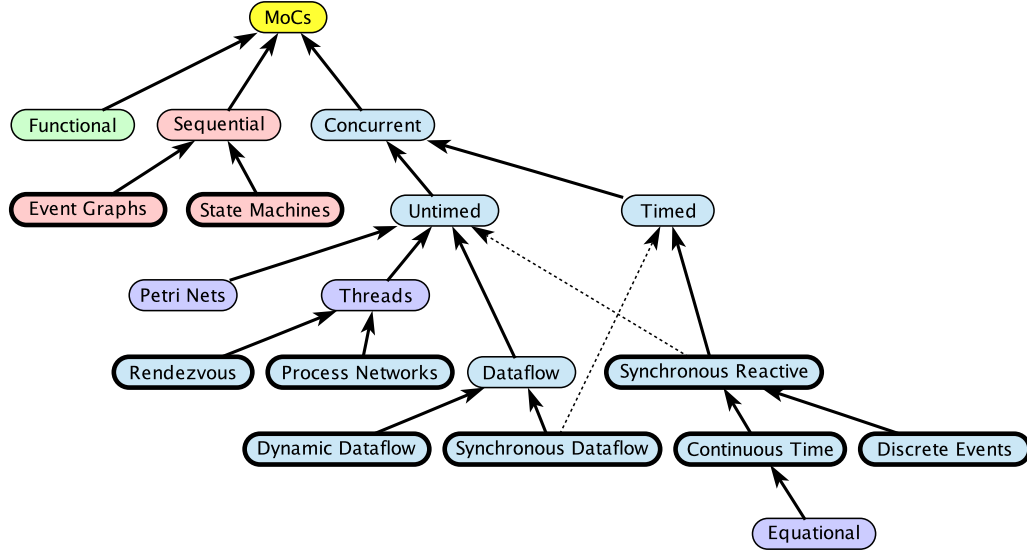 MoCs
Functional
Sequential
Concurrent
Event Graphs
State Machines
Untimed
Timed
Petri Nets
Threads
Rendezvous
Process Networks
Dataflow
Synchronous Reactive
Dynamic Dataflow
Synchronous Dataflow
Continuous Time
Discrete Events
Equational